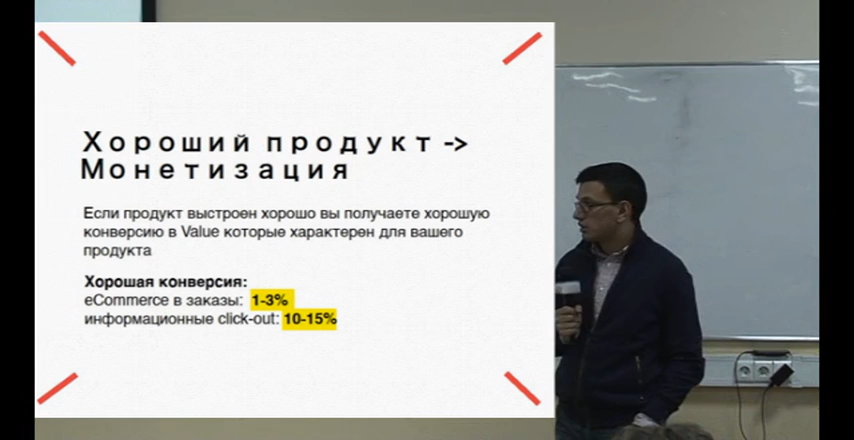 Хороший продукт ->
Монетизация
Если продукт выстроен хорошо вы получаете хорошую
конверсию в Value которые характерен для вашего
продукта
Хорошая конверсия:
eCommerce в заказы: 1-3%
информационные click-out: 10-15%